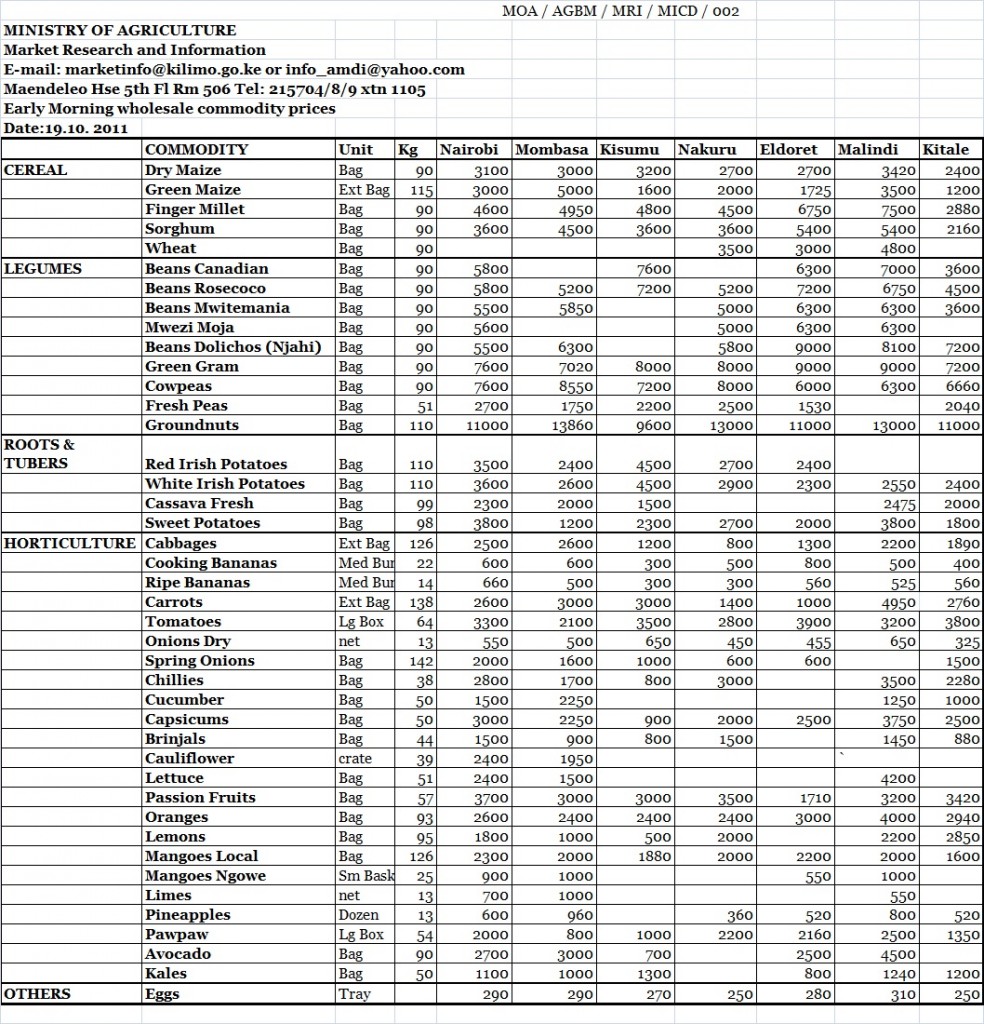 MOA / AGBM / MRI / MICD / 002
MINISTRY OF AGRICULTURE
Market Research and Information
E-mail: marketinfo@kilimo.go.ke or info_amdi@yahoo.com
Maendeleo Hse 5th Fl Rm 506 Tel: 215704/8/9 xtn 1105
Early Morning wholesale commodity prices
Date:19.10. 2011
COMMODITY Unit Kg Nairobi Mombasa Kisumu Nakuru Eldoret Malindi Kitale
CEREAL Dry Maize Bag 90 3100 3000 3200 2700 2700 3420 2400
Green Maize Ext Bag 115 3000 5000 1600 2000 1725 3500 1200
Finger Millet Bag 90 4600 4950 4800 4500 6750 7500 2880
Sorghum Bag 90 3600 4500 3600 3600 5400 5400 2160
Wheat Bag 90 3500 3000 4800
LEGUMES Beans Canadian Bag 90 5800 7600 6300 7000 3600
Beans Rosecoco Bag 90 5800 5200 7200 5200 7200 6750 4500
Beans Mwitemania Bag 90 5500 5850 5000 6300 6300 3600
Mwezi Moja Bag 90 5600 5000 6300 6300
Beans Dolichos (Njahi) Bag 90 5500 6300 5800 9000 8100 7200
Green Gram Bag 90 7600 7020 8000 8000 9000 9000 7200
Cowpeas Bag 90 7600 8550 7200 8000 6000 6300 6660
Fresh Peas Bag 51 2700 1750 2200 2500 1530 2040
Groundnuts Bag 110 11000 13860 9600 13000 11000 13000 11000
ROOTS &
TUBERS Red Irish Potatoes Bag 110 3500 2400 4500 2700 2400
White Irish Potatoes Bag 110 3600 2600 4500 2900 2300 2550 2400
Cassava Fresh Bag 99 2300 2000 1500 2475 2000
Sweet Potatoes Bag 98 3800 1200 2300 2700 2000 3800 1800
HORTICULTURE Cabbages Ext Bag 126 2500 2600 1200 800 1300 2200 1890
Cooking Bananas Med Bur 22 600 600 300 500 800 500 400
Ripe Bananas Med Bur 14 660 500 300 300 560 525 560
Carrots Ext Bag 138 2600 3000 3000 1400 1000 4950 2760
Tomatoes Lg Box 64 3300 2100 3500 2800 3900 3200 3800
Onions Dry net 13 550 500 650 450 455 650 325
Spring Onions Bag 142 2000 1600 1000 600 600 1500
Chillies Bag 38 2800 1700 800 3000 3500 2280
Cucumber Bag 50 1500 2250 1250 1000
Capsicums Bag 50 3000 2250 900 2000 2500 3750 2500
Brinjals Bag 44 1500 900 800 1500 1450 880
Cauliflower crate 39 2400 1950 `
Lettuce Bag 51 2400 1500 4200
Passion Fruits Bag 57 3700 3000 3000 3500 1710 3200 3420
Oranges Bag 93 2600 2400 2400 2400 3000 4000 2940
Lemons Bag 95 1800 1000 500 2000 2200 2850
Mangoes Local Bag 126 2300 2000 1880 2000 2200 2000 1600
Mangoes Ngowe Sm Bask 25 900 1000 550 1000
Limes net 13 700 1000 550
Pineapples Dozen 13 600 960 360 520 800 520
Pawpaw Lg Box 54 2000 800 1000 2200 2160 2500 1350
Avocado Bag 90 2700 3000 700 2500 4500
Kales Bag 50 1100 1000 1300 800 1240 1200
OTHERS Eggs Tray 290 290 270 250 280 310 250